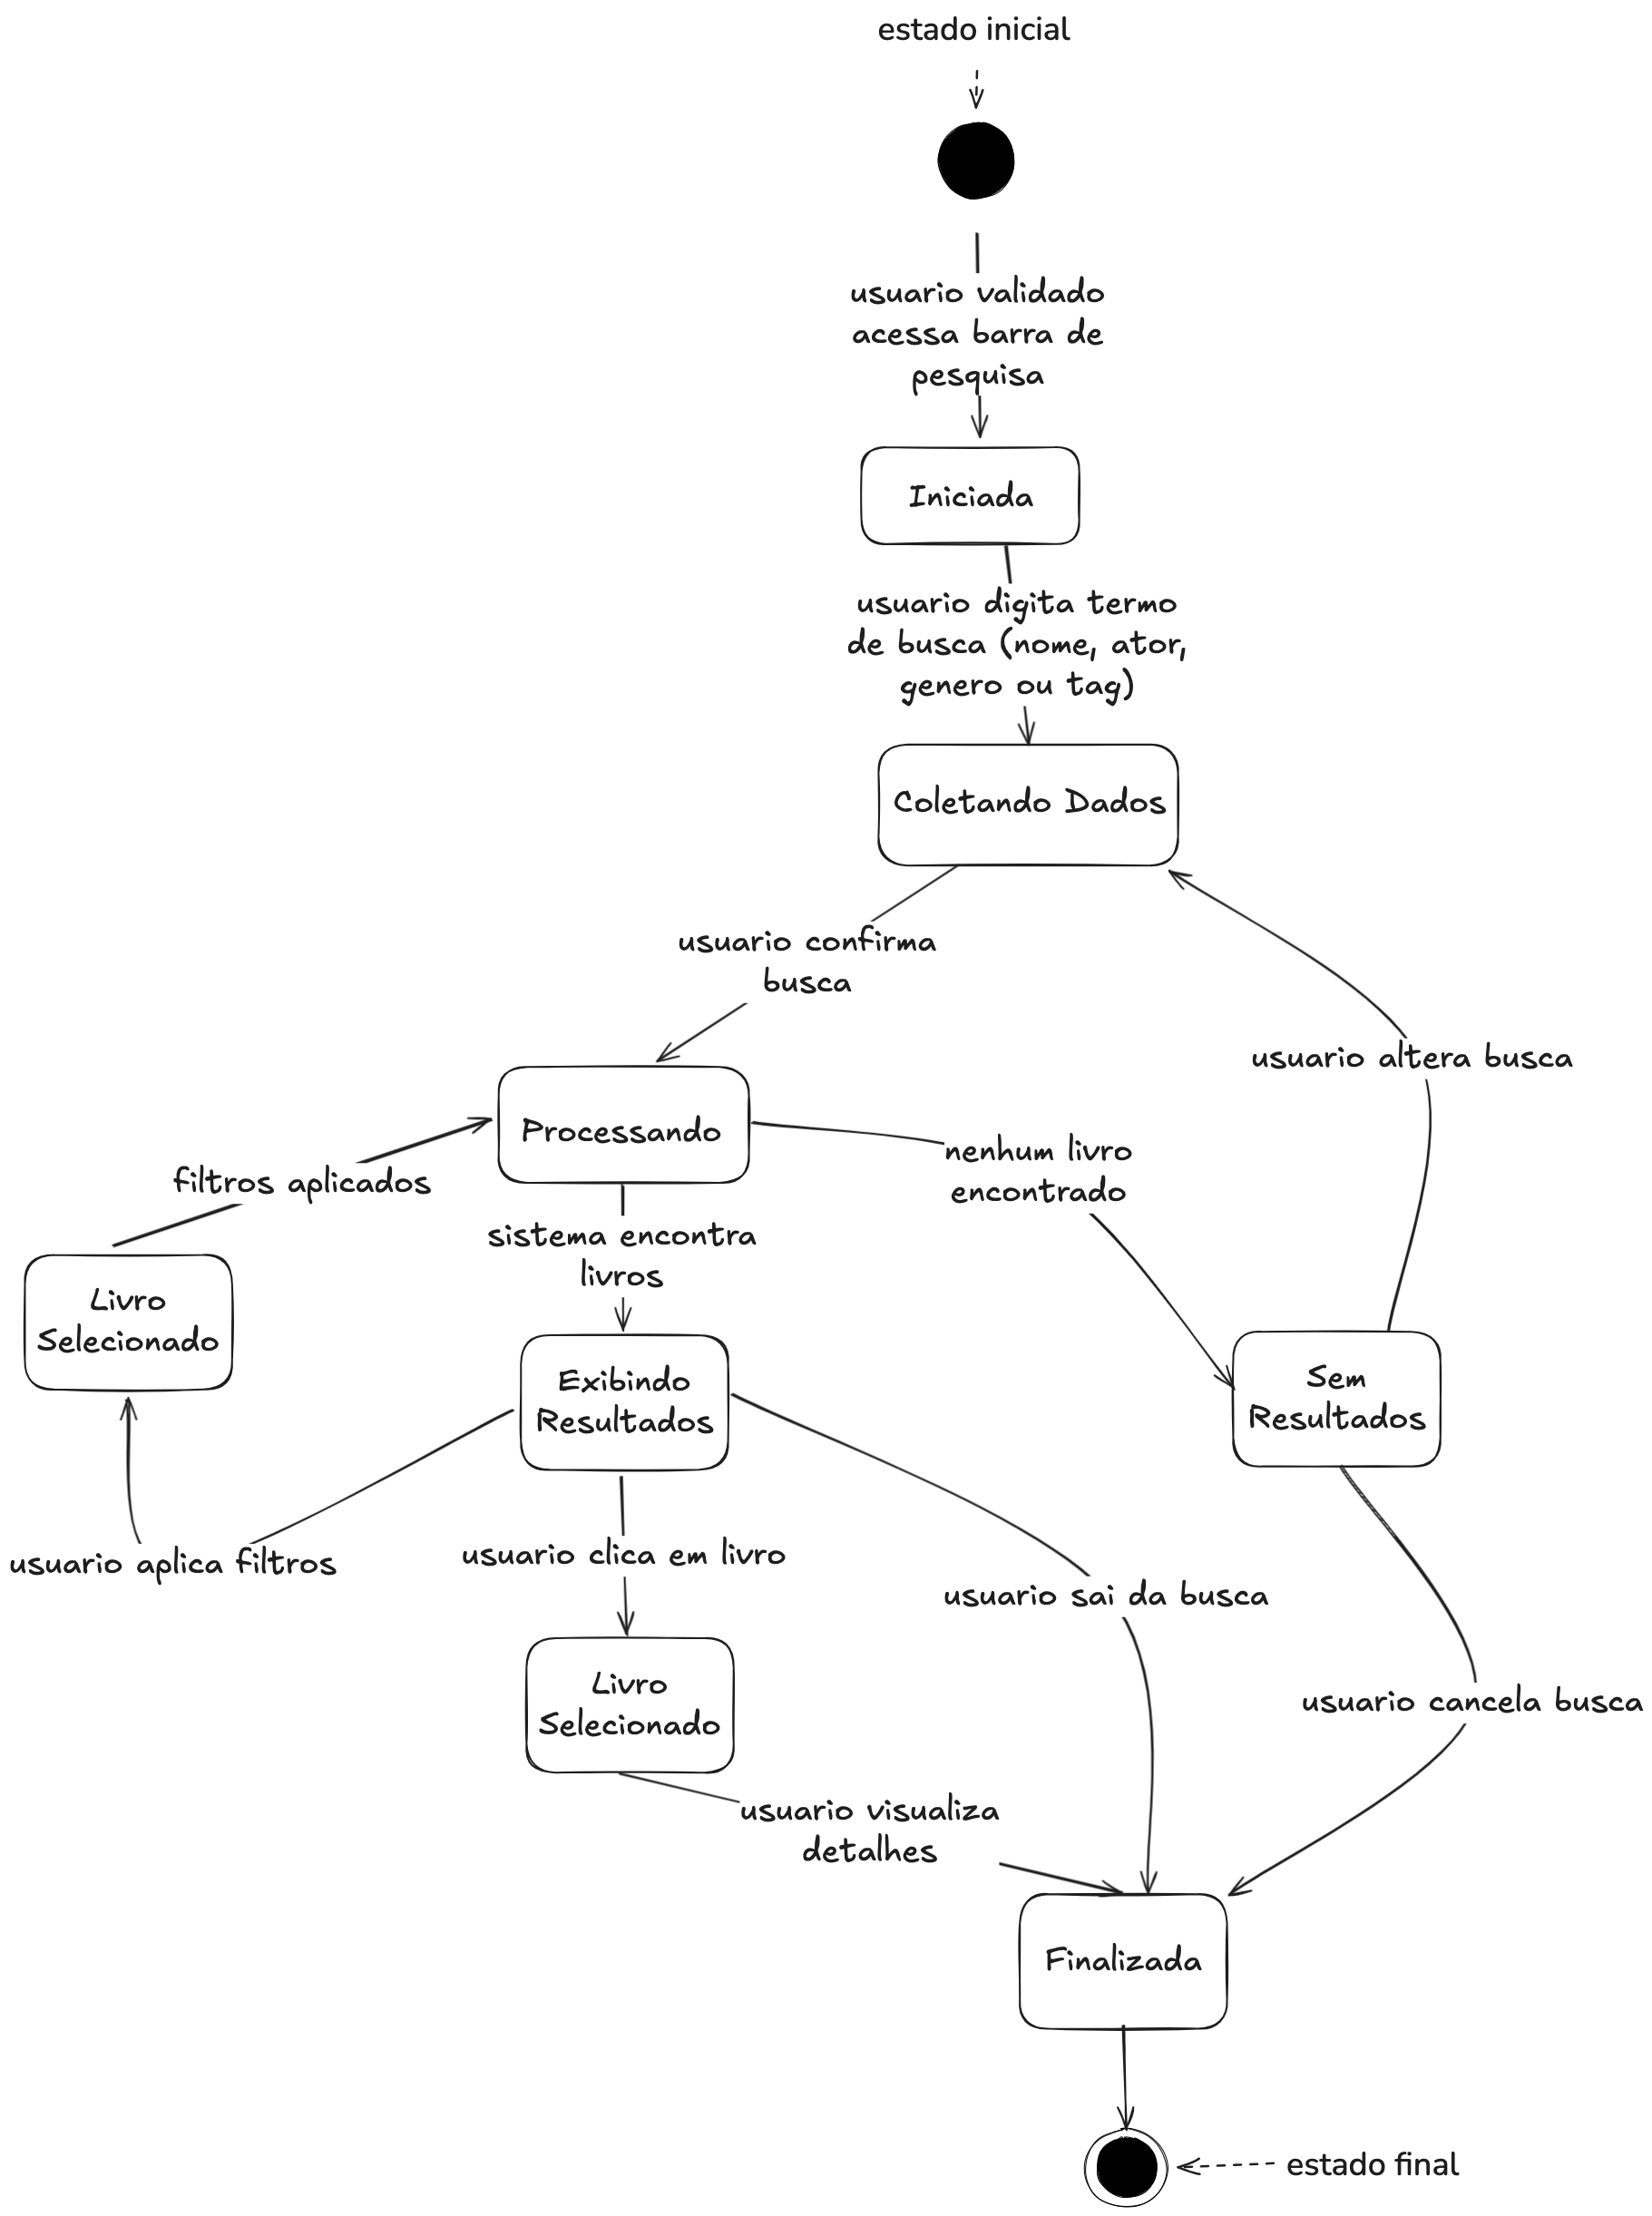 estado inicial
usuario validado
acessa barra de
pesquisa
Iniciada
usuario digita termo
de busca (nome, ator,
genero ou tag)
Coletando Dados
usuario confirma
busca
usuario altera busca
Processando
nenhum livro
encontrado
filtros aplicados
sistema encontra
livros
Livro
Selecionado
Exibindo
Resultados
Sem
Resultados
usuario aplica filtros
usuario clica em livro
usuario sai da busca
Livro
Selecionado
usuario cancela busca
usuario visualiza
detalhes
Finalizada
estado final